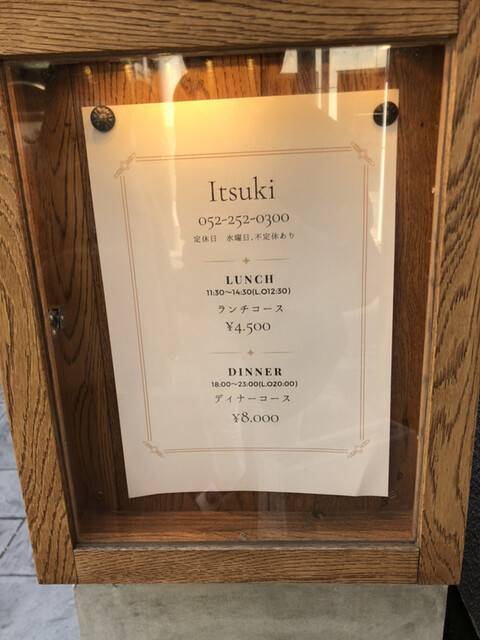 Itsuki
052-252-0300
定休日 水曜日.不定休あり
LUNCH
11:30〜14:30(L.O12:30)
ランチコース
¥4.500
DINNER
18:00〜23:00(L.O20:00)
ディナーコース
¥8.000